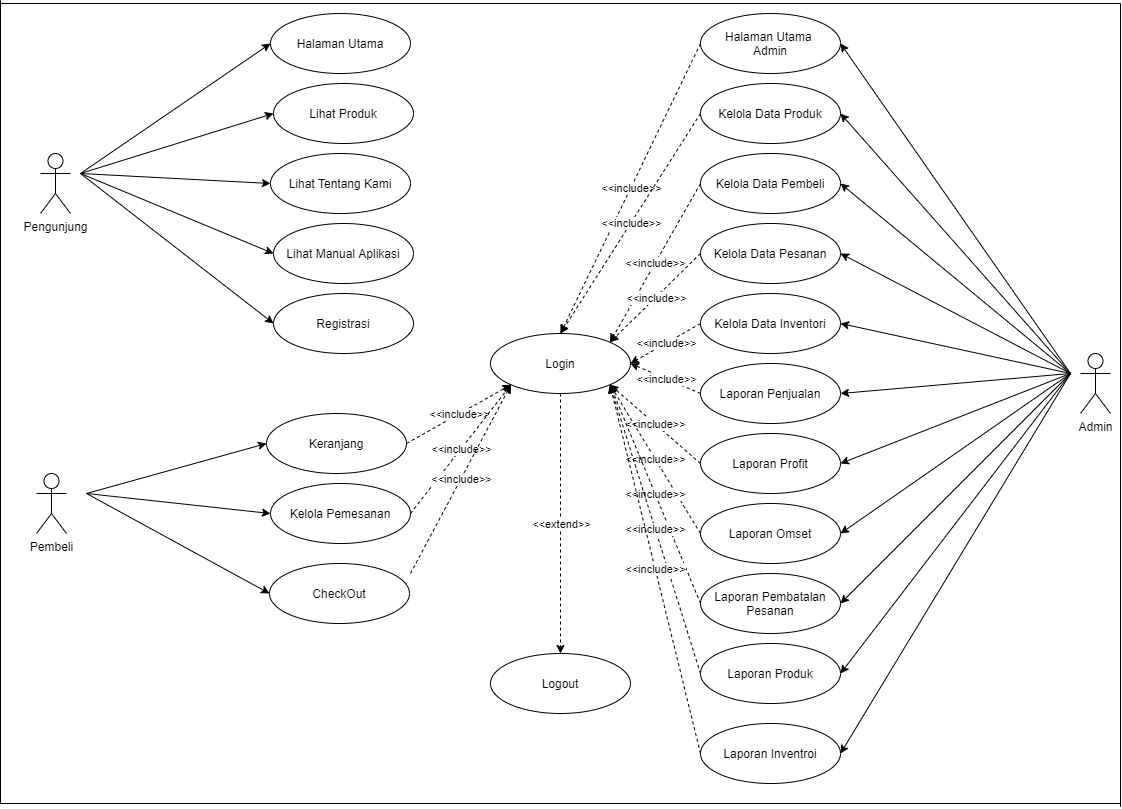 Halaman Utama
Lihat Produk
Lihat Tentang Kami
Lihat Manual Aplikasi
Registrasi
Pengunjung
Keranjang
Kelola Pemesanan
CheckOut
Pembeli
<<include>>
<<include>>
<<include>>
Login
<<extend>>
Logout
<<include>>
<<include>>
<<include>>
<<include>>
<<include>>
<<include>>
<<include>>
<<include>>
<<include>>
<<include>>
<<include>>
Halaman Utama
Admin
Kelola Data Produk
Kelola Data Pembeli
Kelola Data Pesanan
Kelola Data Inventori
Laporan Penjualan
Laporan Profit
Laporan Omset
Laporan Pembatalan
Pesanan
Laporan Produk
Laporan Inventroi
Admin